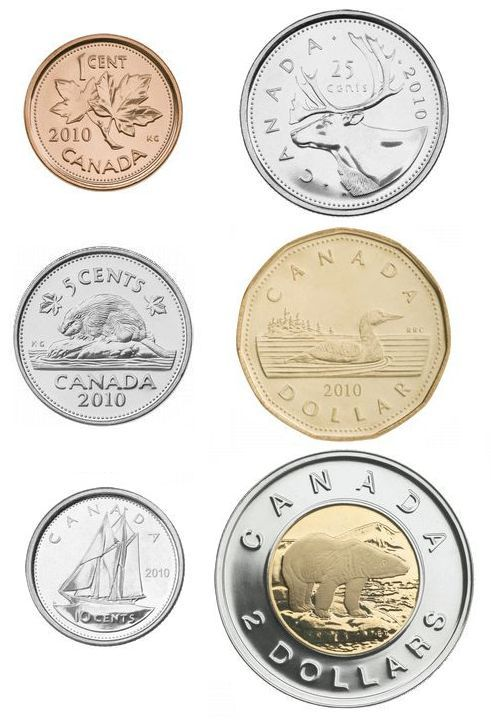 1 CENT
2010 KG
CANADA
CANADA
25
cents
2010
5 CENTS
KG
CANADA
2010
CANADA
RRC
2010
DOLLAR
CANADA
2010
10 CENTS
CANADA
2 DOLLARS